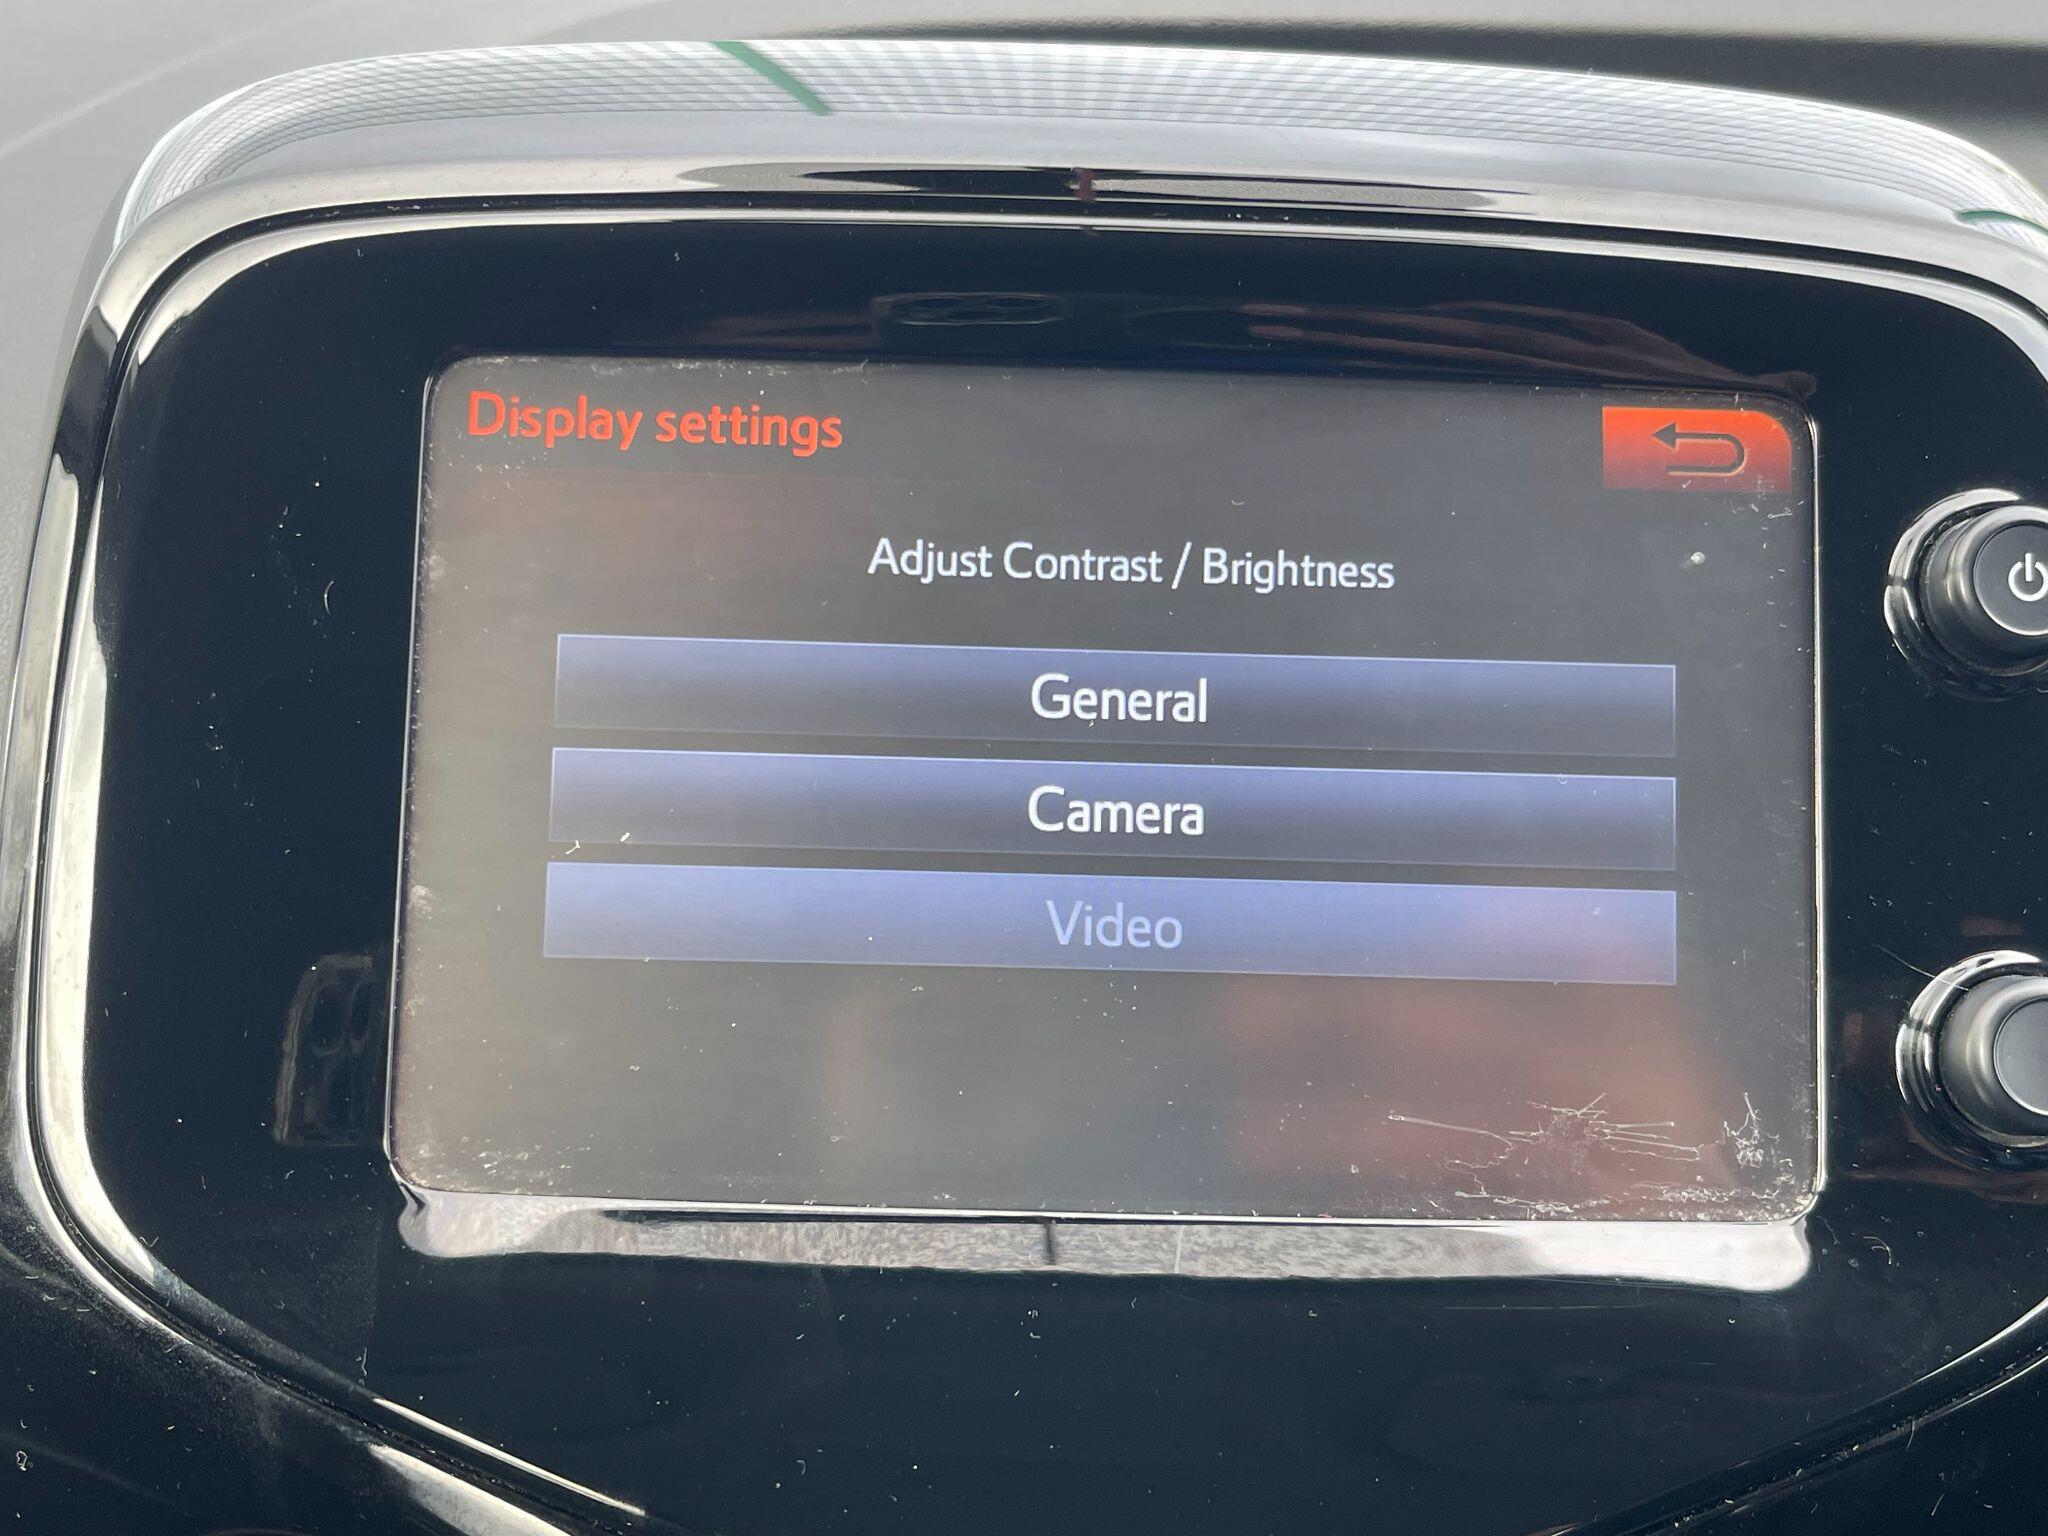 Display settings
Adjust Contrast / Brightness
General
Camera
Video